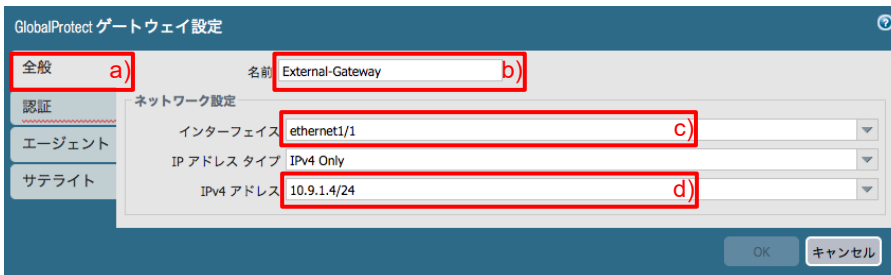 GlobalProtect ゲートウェイ設定
全般 a)
名前 External-Gateway b)
認証
ネットワーク設定
インターフェイス ethernet1/1 c)
エージェント
IP アドレス タイプ IPv4 Only
サテライト
IPv4 アドレス 10.9.1.4/24 d)
OK キャンセル